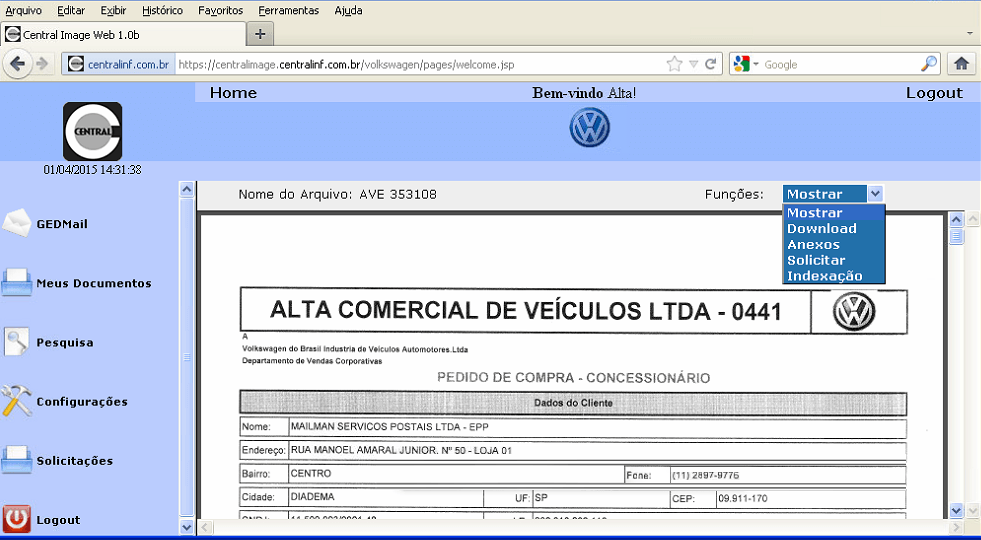 Arquivo Editar Exibir Histórico Favoritos Ferramentas Ajuda
Central Image Web 1.0b
centralinf.com.br https://centralimage.centralinf.com.br/volkswagen/pages/welcome.jsp Google
Home Bem-vindo Alta! Logout
CENTRAL
01/04/2015 14:31:38
Nome do Arquivo: AVE 353108 Funções: Mostrar
Mostrar
Download
Anexos
Solicitar
Indexação
GEDMail
Meus Documentos
Pesquisa
Configurações
Solicitações
Logout
ALTA COMERCIAL DE VEÍCULOS LTDA - 0441
A
Volkswagen do Brasil Industria de Veículos Automotores.Ltda
Departamento de Vendas Corporativas
PEDIDO DE COMPRA - CONCESSIONÁRIO
Dados do Cliente
Nome: MAILMAN SERVICOS POSTAIS LTDA - EPP
Endereço: RUA MANOEL AMARAL JUNIOR. Nº 50 - LOJA 01
Bairro: CENTRO Fone: (11) 2897-9776
Cidade: DIADEMA UF: SP CEP: 09.911-170